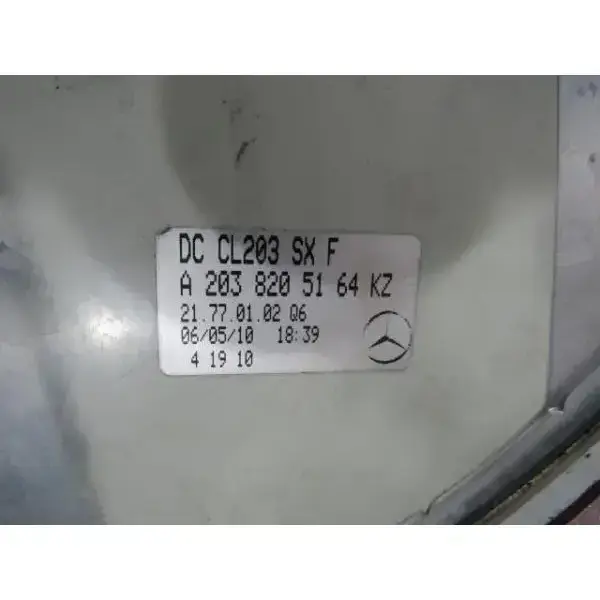 DC CL203 SX F
A 203 820 51 64 KZ
21.77.01.02 Q6
06/05/10 18:39
4 19 10